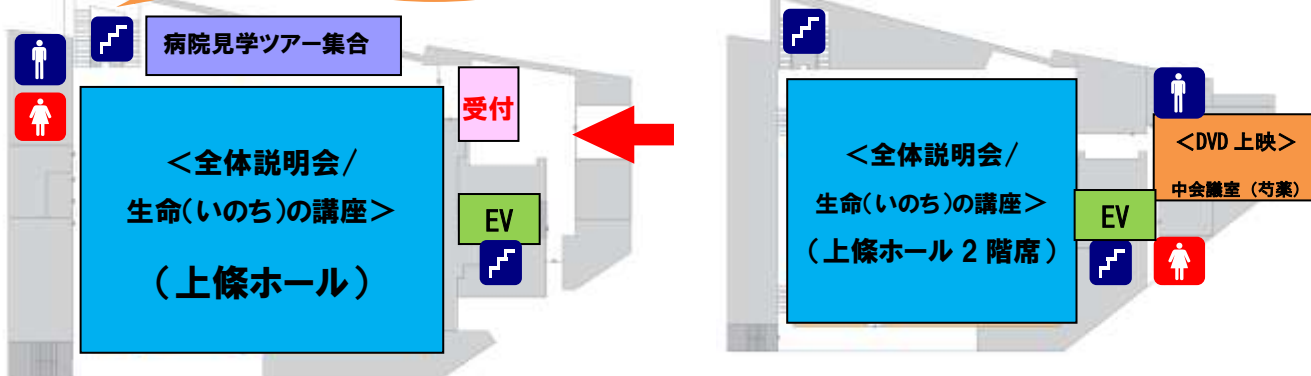 病院見学ツアー集合
受付
＜全体説明会/
生命(いのち)の講座＞
（上條ホール）
EV
＜全体説明会/
生命(いのち)の講座＞
（上條ホール 2 階席）
＜DVD 上映＞
中会議室（芍薬）
EV